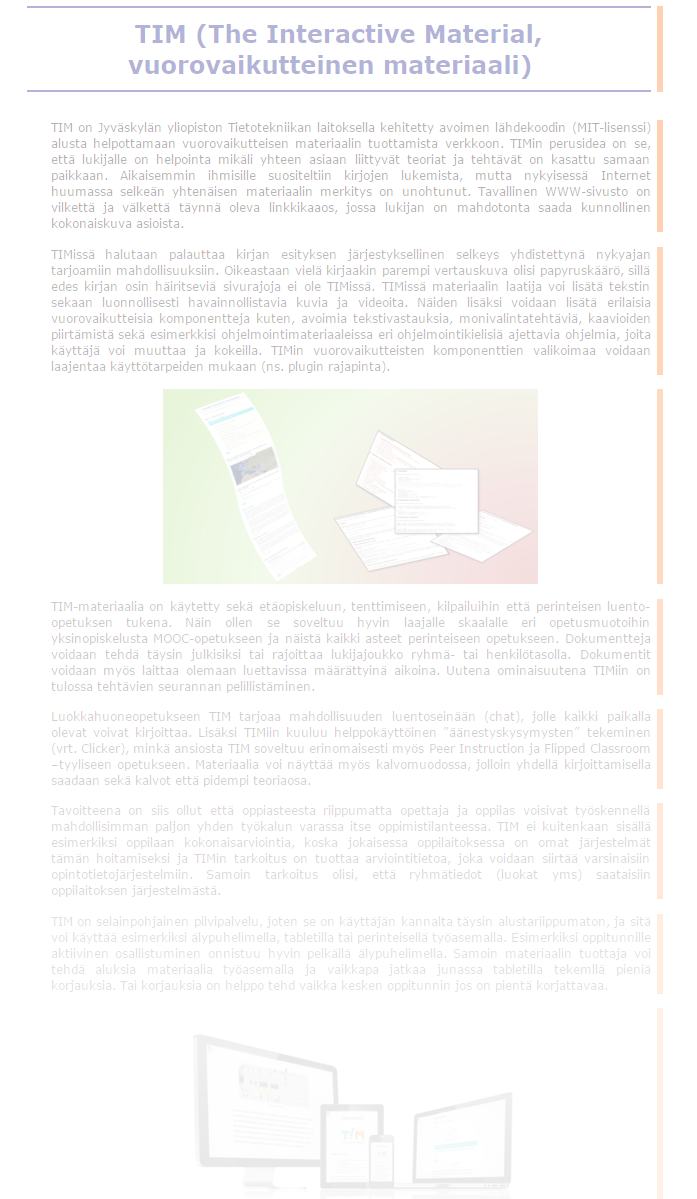 TIM (The Interactive Material,
vuorovaikutteinen materiaali)
TIM on Jyväskylän yliopiston Tietotekniikan laitoksella kehitetty avoimen lähdekoodin (MIT-lisenssi)
alusta helpottamaan vuorovaikutteisen materiaalin tuottamista verkkoon. TIMin perusidea on se,
että lukijalle on helpointa mikäli yhteen asiaan liittyvät teoriat ja tehtävät on kasattu samaan
paikkaan. Aikaisemmin ihmisille suositeltiin kirjojen lukemista, mutta nykyisessä Internet
huumassa selkeän yhtenäisen materiaalin merkitys on unohtunut. Tavallinen WWW-sivusto on
vilkettä ja välkettä täynnä oleva linkkikaaos, jossa lukijan on mahdotonta saada kunnollinen
kokonaiskuva asioista.
TIMissä halutaan palauttaa kirjan esityksen järjestyksellinen selkeys yhdistettynä nykyajan
tarjoamiin mahdollisuuksiin. Oikeastaan vielä kirjaakin parempi vertauskuva olisi papyruskäärö, sillä
edes kirjan osin häiritseviä sivurajoja ei ole TIMissä. TIMissä materiaalin laatija voi lisätä tekstin
sekaan luonnollisesti havainnollistavia kuvia ja videoita. Näiden lisäksi voidaan lisätä erilaisia
vuorovaikutteisia komponentteja kuten, avoimia tekstivastauksia, monivalintatehtäviä, kaavioiden
piirtämistä sekä esimerkkisi ohjelmointimateriaaleissa eri ohjelmointikielisiä ajettavia ohjelmia, joita
käyttäjä voi muuttaa ja kokeilla. TIMin vuorovaikutteisten komponenttien valikoimaa voidaan
laajentaa käyttötarpeiden mukaan (ns. plugin rajapinta).
TIM-materiaalia on käytetty sekä etäopiskeluun, tenttimiseen, kilpailuihin että perinteisen luento-
opetuksen tukena. Näin ollen se soveltuu hyvin laajalle skaalalle eri opetusmuotoihin
yksinopiskelusta MOOC-opetukseen ja näistä kaikki asteet perinteiseen opetukseen. Dokumentteja
voidaan tehdä täysin julkisiksi tai rajoittaa lukijajoukko ryhmä- tai henkilötasolla. Dokumentit
voidaan myös laittaa olemaan luettavissa määrättyinä aikoina. Uutena ominaisuutena TIMiin on
tulossa tehtävien seurannan pelillistäminen.
Luokkahuoneopetukseen TIM tarjoaa mahdollisuuden luentoseinään (chat), jolle kaikki paikalla
olevat voivat kirjoittaa. Lisäksi TIMiin kuuluu helppokäyttöinen ”äänestyskysymysten” tekeminen
(vrt. Clicker), minkä ansiosta TIM soveltuu erinomaisesti myös Peer Instruction ja Flipped Classroom
–tyyliseen opetukseen. Materiaalia voi näyttää myös kalvomuodossa, jolloin yhdellä kirjoittamisella
saadaan sekä kalvot että pidempi teoriaosa.
Tavoitteena on siis ollut että oppiasteesta riippumatta opettaja ja oppilas voisivat työskennellä
mahdollisimman paljon yhden työkalun varassa itse oppimistilanteessa. TIM ei kuitenkaan sisällä
esimerkiksi oppilaan kokonaisarviointia, koska jokaisessa oppilaitoksessa on omat järjestelmät
tämän hoitamiseksi ja TIMin tarkoitus on tuottaa arviointitietoa, joka voidaan siirtää varsinaisiin
opintotietojärjestelmiin. Samoin tarkoitus olisi, että ryhmätiedot (luokat yms) saataisiin
oppilaitoksen järjestelmästä.
TIM on selainpohjainen pilvipalvelu, joten se on käyttäjän kannalta täysin alustariippumaton, ja sitä
voi käyttää esimerkiksi älypuhelimella, tabletilla tai perinteisellä työasemalla. Esimerkiksi oppitunnille
aktiivinen osallistuminen onnistuu hyvin pelkällä älypuhelimella. Samoin materiaalin tuottaja voi
tehdä aluksia materiaalia työasemalla ja vaikkapa jatkaa junassa tabletilla tekemllä pieniä
korjauksia. Tai korjauksia on helppo tehd vaikka kesken oppitunnin jos on pientä korjattavaa.
TIM